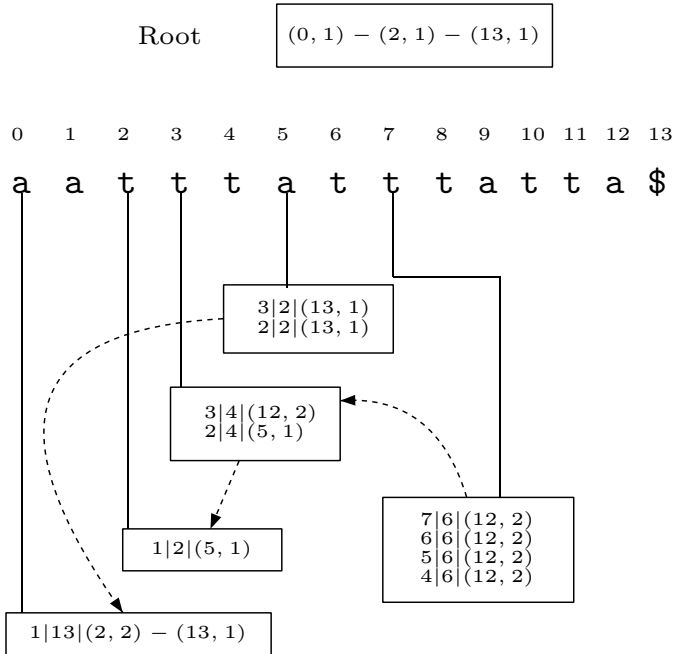 Root (0, 1) − (2, 1) − (13, 1)
0 1 2 3 4 5 6 7 8 9 10 11 12 13
a a t t t a t t t a t t a $
3|2|(13, 1)
2|2|(13, 1)
3|4|(12, 2)
2|4|(5, 1)
7|6|(12, 2)
6|6|(12, 2)
5|6|(12, 2)
4|6|(12, 2)
1|2|(5, 1)
1|13|(2, 2) − (13, 1)